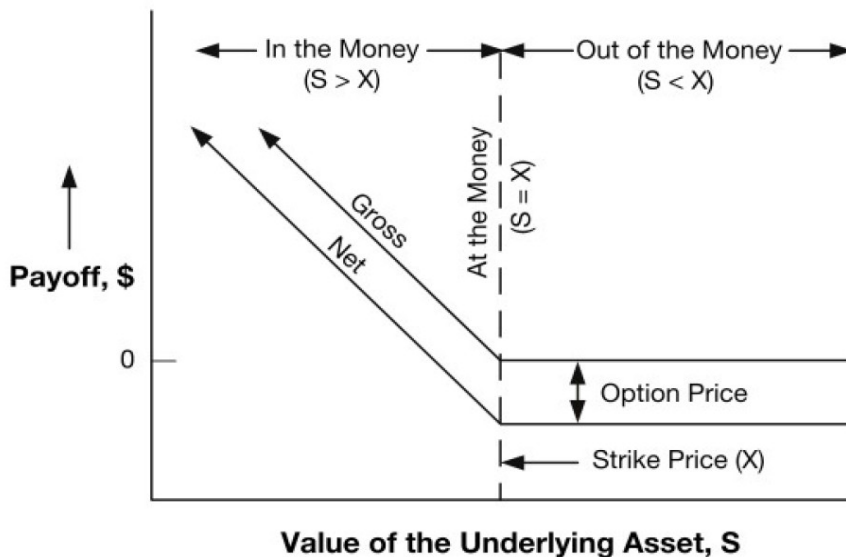 In the Money
(S > X)
Out of the Money
(S < X)
At the Money
(S = X)
Gross
Net
Payoff, $
0
Option Price
Strike Price (X)
Value of the Underlying Asset, S